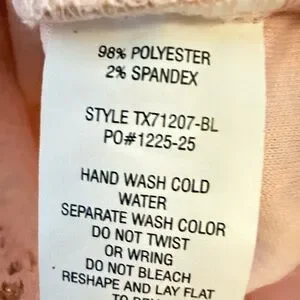 98% POLYESTER
2% SPANDEX
STYLE TX71207-BL
PO#1225-25
HAND WASH COLD
WATER
SEPARATE WASH COLOR
DO NOT TWIST
OR WRING
DO NOT BLEACH
RESHAPE AND LAY FLAT